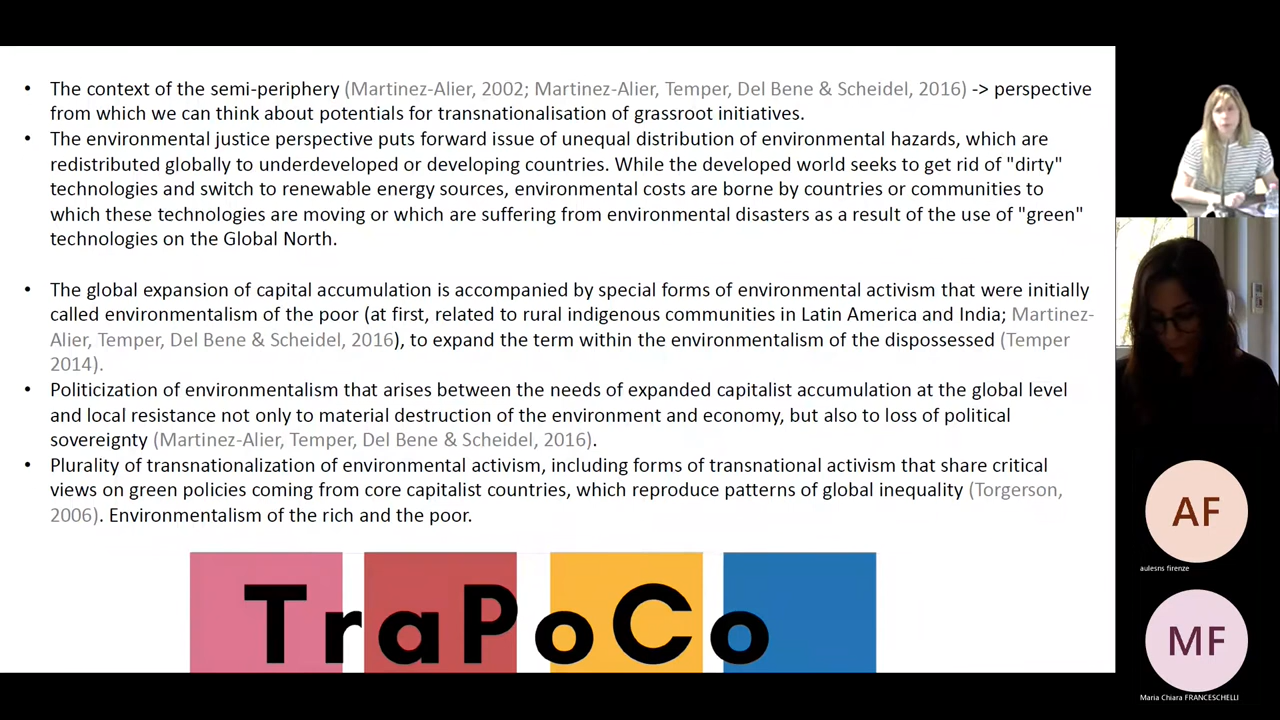 • The context of the semi-periphery (Martinez-Alier, 2002; Martinez-Alier, Temper, Del Bene & Scheidel, 2016) -> perspective
from which we can think about potentials for transnationalisation of grassroot initiatives.
• The environmental justice perspective puts forward issue of unequal distribution of environmental hazards, which are
redistributed globally to underdeveloped or developing countries. While the developed world seeks to get rid of "dirty"
technologies and switch to renewable energy sources, environmental costs are borne by countries or communities to
which these technologies are moving or which are suffering from environmental disasters as a result of the use of "green"
technologies on the Global North.
• The global expansion of capital accumulation is accompanied by special forms of environmental activism that were initially
called environmentalism of the poor (at first, related to rural indigenous communities in Latin America and India; Martinez-
Alier, Temper, Del Bene & Scheidel, 2016), to expand the term within the environmentalism of the dispossessed (Temper
2014).
• Politicization of environmentalism that arises between the needs of expanded capitalist accumulation at the global level
and local resistance not only to material destruction of the environment and economy, but also to loss of political
sovereignty (Martinez-Alier, Temper, Del Bene & Scheidel, 2016).
• Plurality of transnationalization of environmental activism, including forms of transnational activism that share critical
views on green policies coming from core capitalist countries, which reproduce patterns of global inequality (Torgerson,
2006). Environmentalism of the rich and the poor.
TraPoCo
AF
aulesns firenze
MF
Maria Chiara FRANCESCHELLI